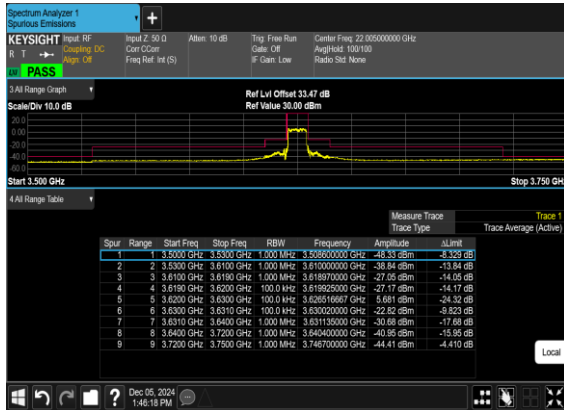 Spectrum Analyzer 1
Spurious Emissions
KEYSIGHT Input: RF Input Z: 50 Ω Atten: 10 dB Trig: Free Run Center Freq: 22.005000000 GHz
R T Coupling: DC Corr CCorr Gate: Off Avg|Hold: 100/100
Align: Off Freq Ref: Int (S) IF Gain: Low Radio Std: None
PASS
3 All Range Graph Ref Lvl Offset 33.47 dB
Scale/Div 10.0 dB Ref Value 30.00 dBm
20.0
0.00
-20.0
-40.0
-60.0
Start 3.500 GHz Stop 3.750 GH
4 All Range Table
Measure Trace Trace 1
Trace Type Trace Average (Active)
Spur Range Start Freq Stop Freq RBW Frequency Amplitude ΔLimit
1 1 3.5000 GHz 3.5300 GHz 1.000 MHz 3.508600000 GHz -48.33 dBm -8.329 dB
2 2 3.5300 GHz 3.6100 GHz 1.000 MHz 3.610000000 GHz -38.84 dBm -13.84 dB
3 3 3.6100 GHz 3.6190 GHz 1.000 MHz 3.618970000 GHz -27.05 dBm -14.05 dB
4 4 3.6190 GHz 3.6200 GHz 100.0 kHz 3.619925000 GHz -27.17 dBm -14.17 dB
5 5 3.6200 GHz 3.6300 GHz 100.0 kHz 3.626516667 GHz 5.681 dBm -24.32 dB
6 6 3.6300 GHz 3.6310 GHz 100.0 kHz 3.630020000 GHz -22.82 dBm -9.823 dB
7 7 3.6310 GHz 3.6400 GHz 1.000 MHz 3.631135000 GHz -30.68 dBm -17.68 dB
8 8 3.6400 GHz 3.7200 GHz 1.000 MHz 3.640400000 GHz -40.95 dBm -15.95 dB
9 9 3.7200 GHz 3.7500 GHz 1.000 MHz 3.746700000 GHz -44.41 dBm -4.410 dB
Local
? Dec 05, 2024
1:46:18 PM